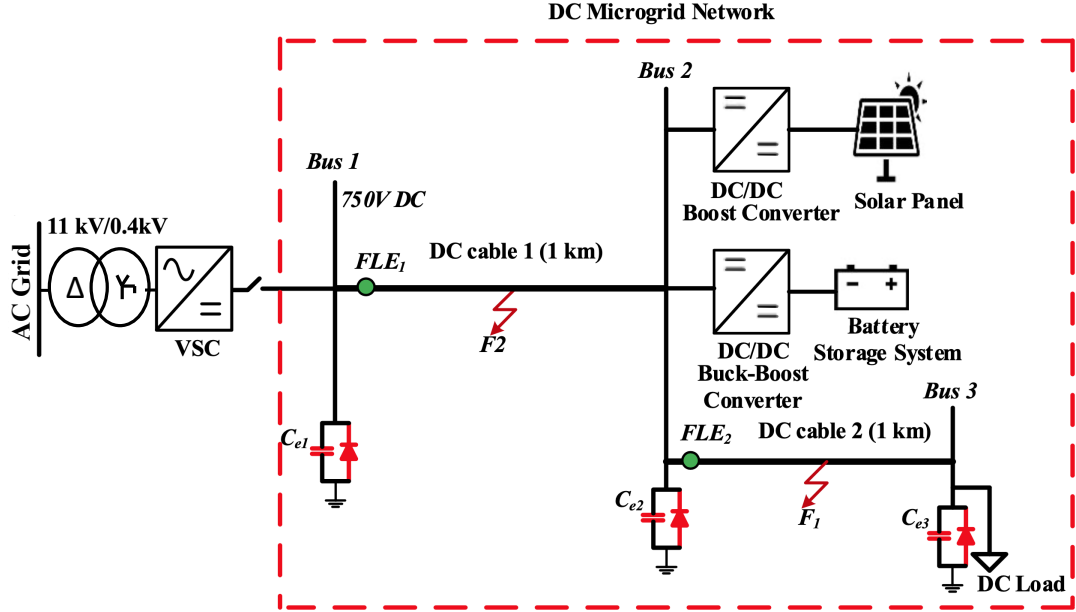 DC Microgrid Network
Bus 2
Bus 1
750V DC
11 kV/0.4kV
AC Grid
Δ
VSC
FLE1
DC cable 1 (1 km)
F2
DC/DC
Boost Converter
Solar Panel
DC/DC
Buck-Boost
Converter
- +
Battery
Storage System
Bus 3
FLE2
DC cable 2 (1 km)
F1
Ce1
Ce2
Ce3
DC Load